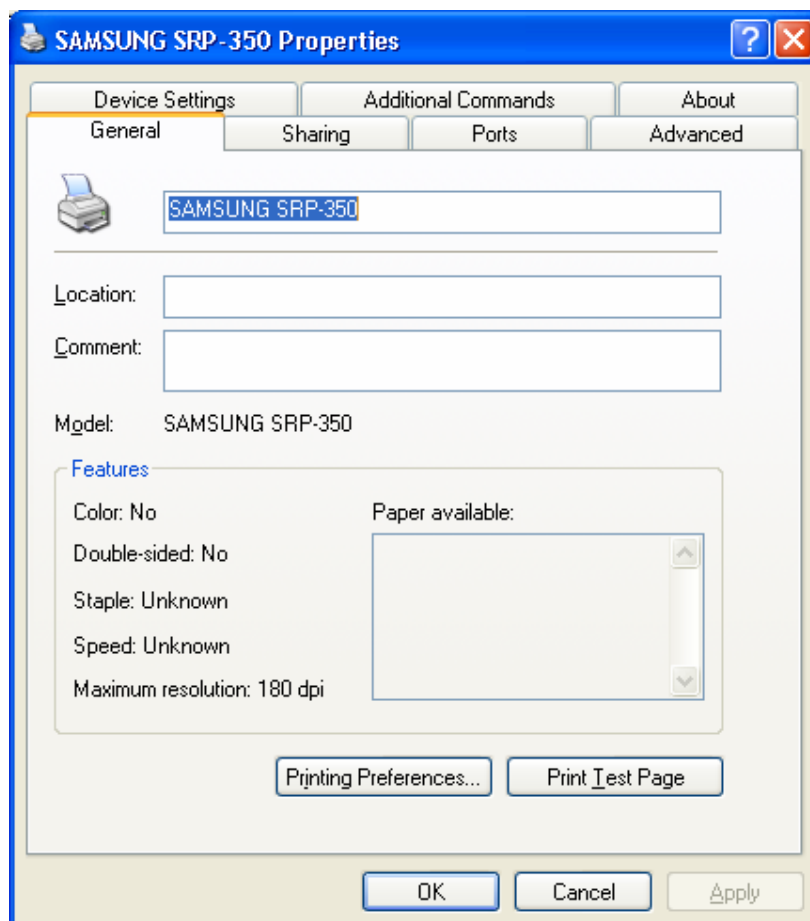 SAMSUNG SRP-350 Properties
Device Settings Additional Commands About
General Sharing Ports Advanced
SAMSUNG SRP-350
Location:
Comment:
Model: SAMSUNG SRP-350
Features
Color: No Paper available:
Double-sided: No
Staple: Unknown
Speed: Unknown
Maximum resolution: 180 dpi
Printing Preferences... Print Test Page
OK Cancel Apply